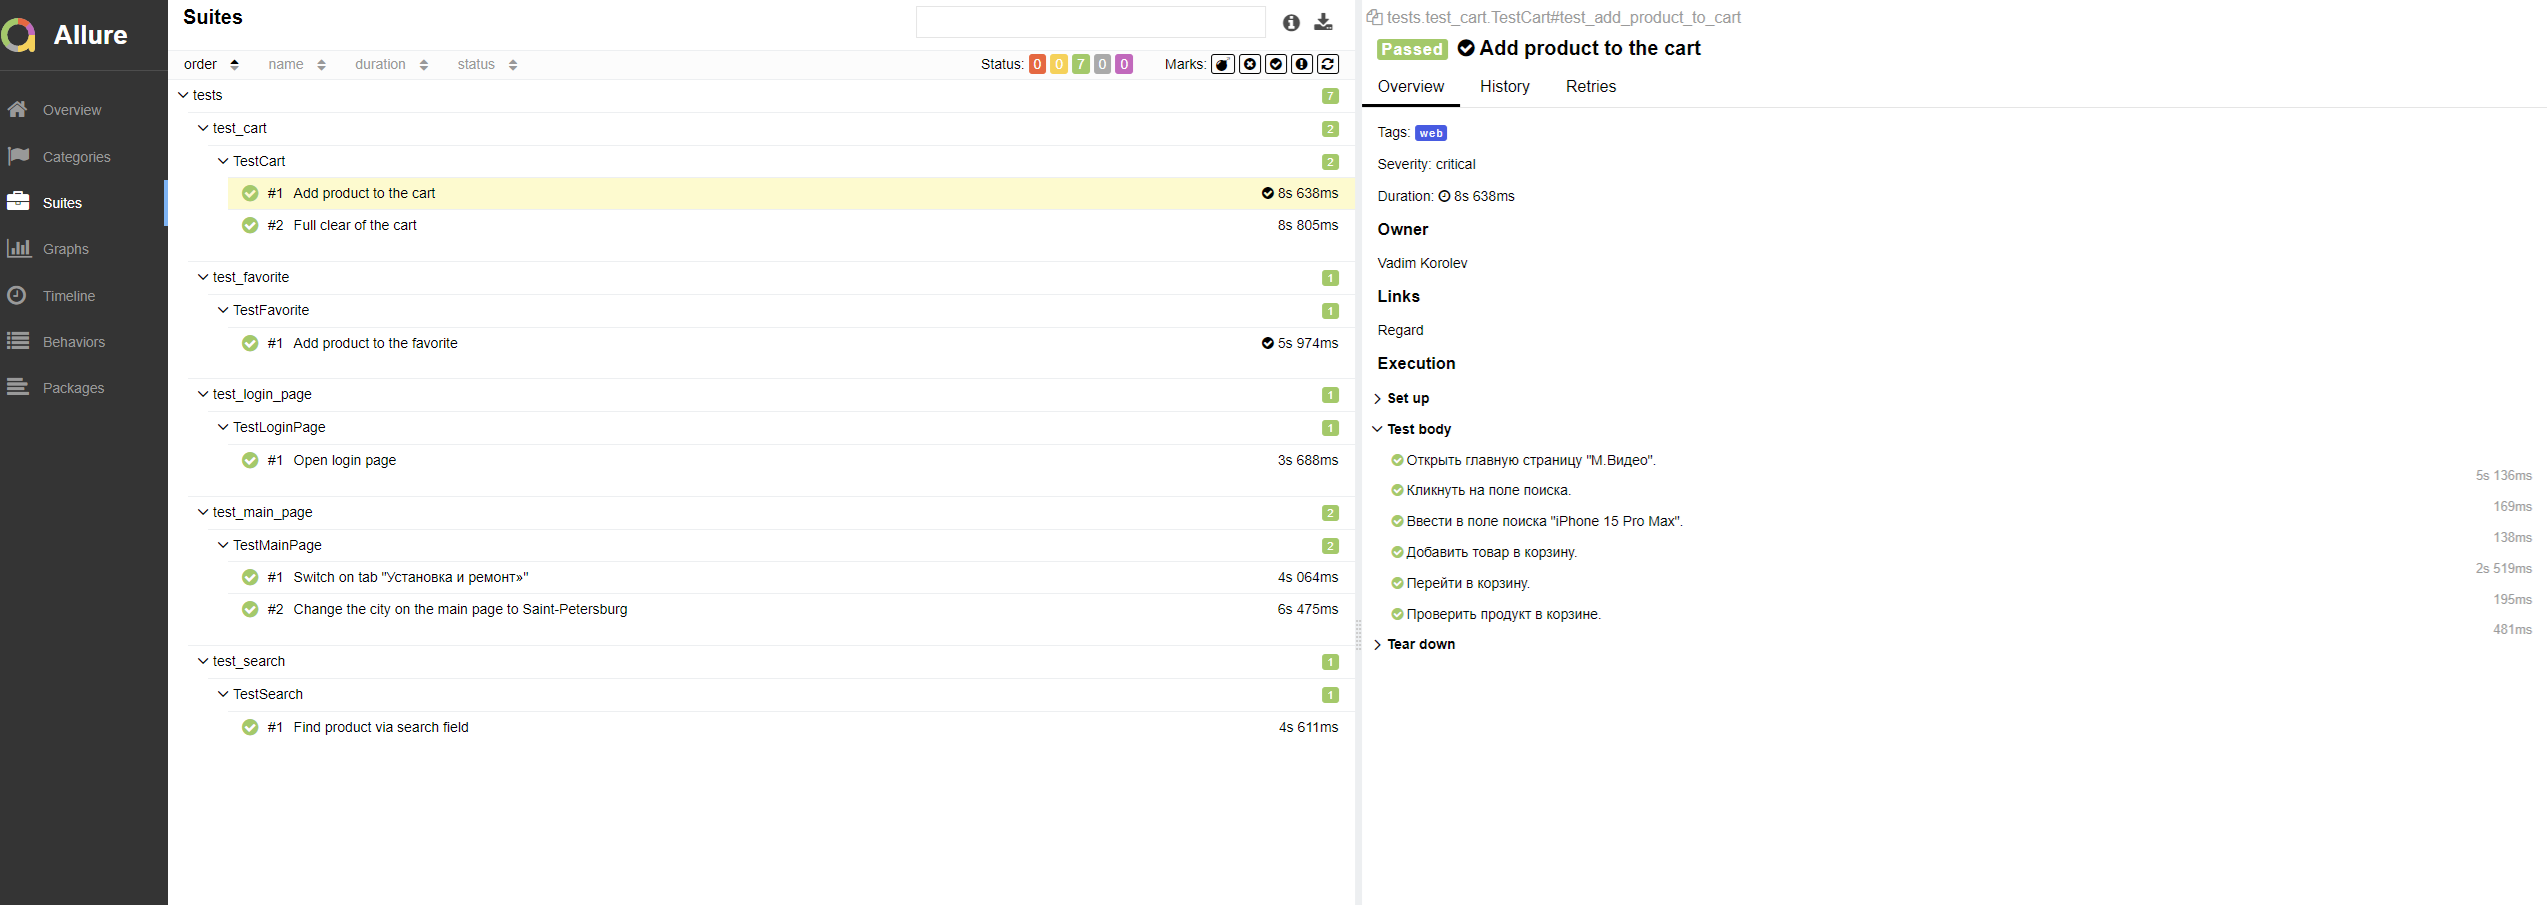 Allure
Overview
Categories
Suites
Graphs
Timeline
Behaviors
Packages
Suites
order name duration status Status: 0 0 7 0 0 Marks:
tests 7
test_cart 2
TestCart 2
#1 Add product to the cart 8s 638ms
#2 Full clear of the cart 8s 805ms
test_favorite 1
TestFavorite 1
#1 Add product to the favorite 5s 974ms
test_login_page 1
TestLoginPage 1
#1 Open login page 3s 688ms
test_main_page 2
TestMainPage 2
#1 Switch on tab "Установка и ремонт»" 4s 064ms
#2 Change the city on the main page to Saint-Petersburg 6s 475ms
test_search 1
TestSearch 1
#1 Find product via search field 4s 611ms
tests.test_cart.TestCart#test_add_product_to_cart
Passed Add product to the cart
Overview History Retries
Tags: web
Severity: critical
Duration: 8s 638ms
Owner
Vadim Korolev
Links
Regard
Execution
Set up
Test body
Открыть главную страницу "М.Видео".
5s 136ms
Кликнуть на поле поиска.
169ms
Ввести в поле поиска "iPhone 15 Pro Max".
138ms
Добавить товар в корзину.
2s 519ms
Перейти в корзину.
195ms
Проверить продукт в корзине.
481ms
Tear down